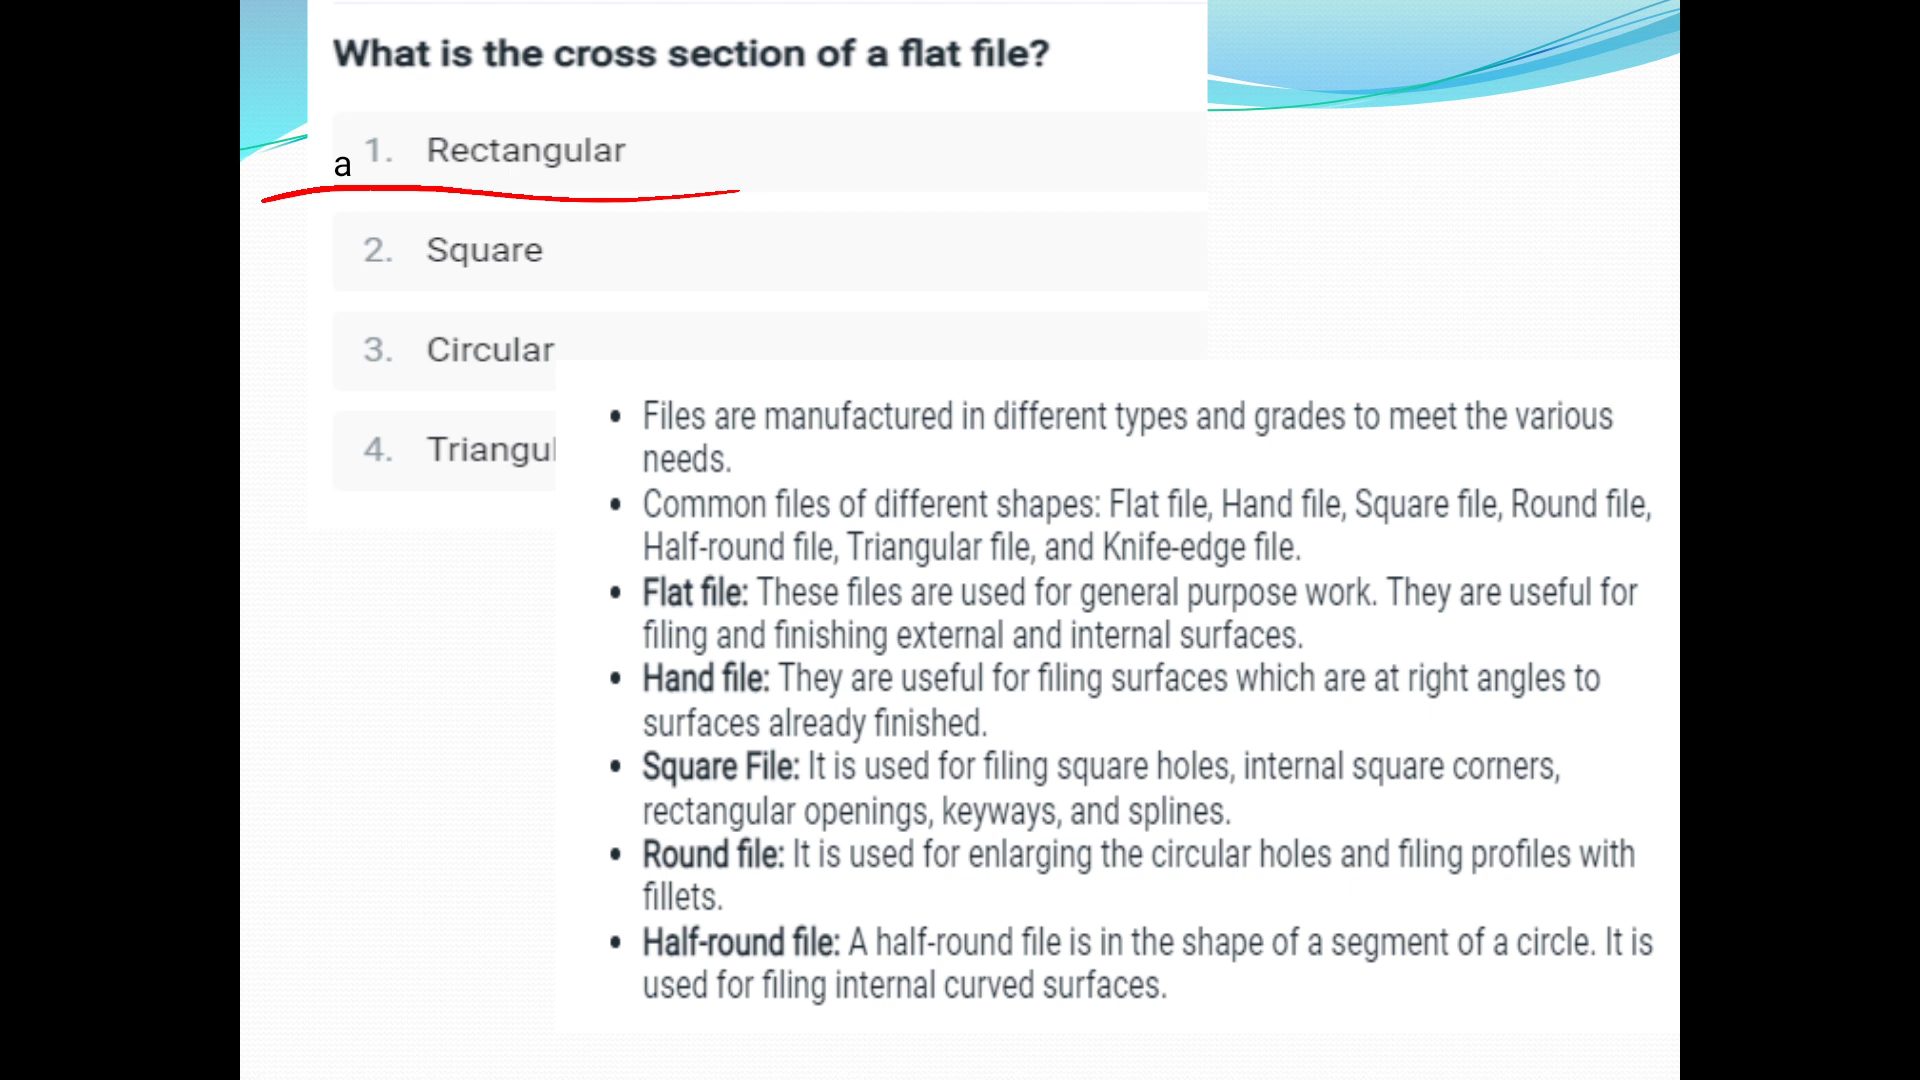 What is the cross section of a flat file?
a 1. Rectangular
2. Square
3. Circular
4. Triangul
• Files are manufactured in different types and grades to meet the various
needs.
• Common files of different shapes: Flat file, Hand file, Square file, Round file,
Half-round file, Triangular file, and Knife-edge file.
• Flat file: These files are used for general purpose work. They are useful for
filing and finishing external and internal surfaces.
• Hand file: They are useful for filing surfaces which are at right angles to
surfaces already finished.
• Square File: It is used for filing square holes, internal square corners,
rectangular openings, keyways, and splines.
• Round file: It is used for enlarging the circular holes and filing profiles with
fillets.
• Half-round file: A half-round file is in the shape of a segment of a circle. It is
used for filing internal curved surfaces.